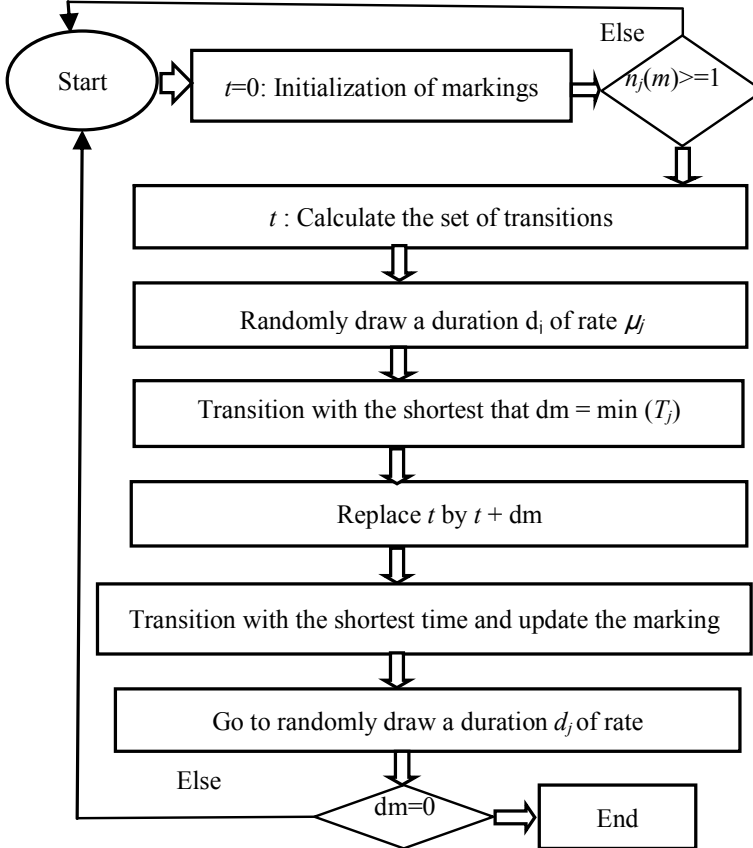 Else
Start
t=0: Initialization of markings
nj(m)>=1
t : Calculate the set of transitions
Randomly draw a duration di of rate μj
Transition with the shortest that dm = min (Tj)
Replace t by t + dm
Transition with the shortest time and update the marking
Go to randomly draw a duration dj of rate
Else
dm=0
End